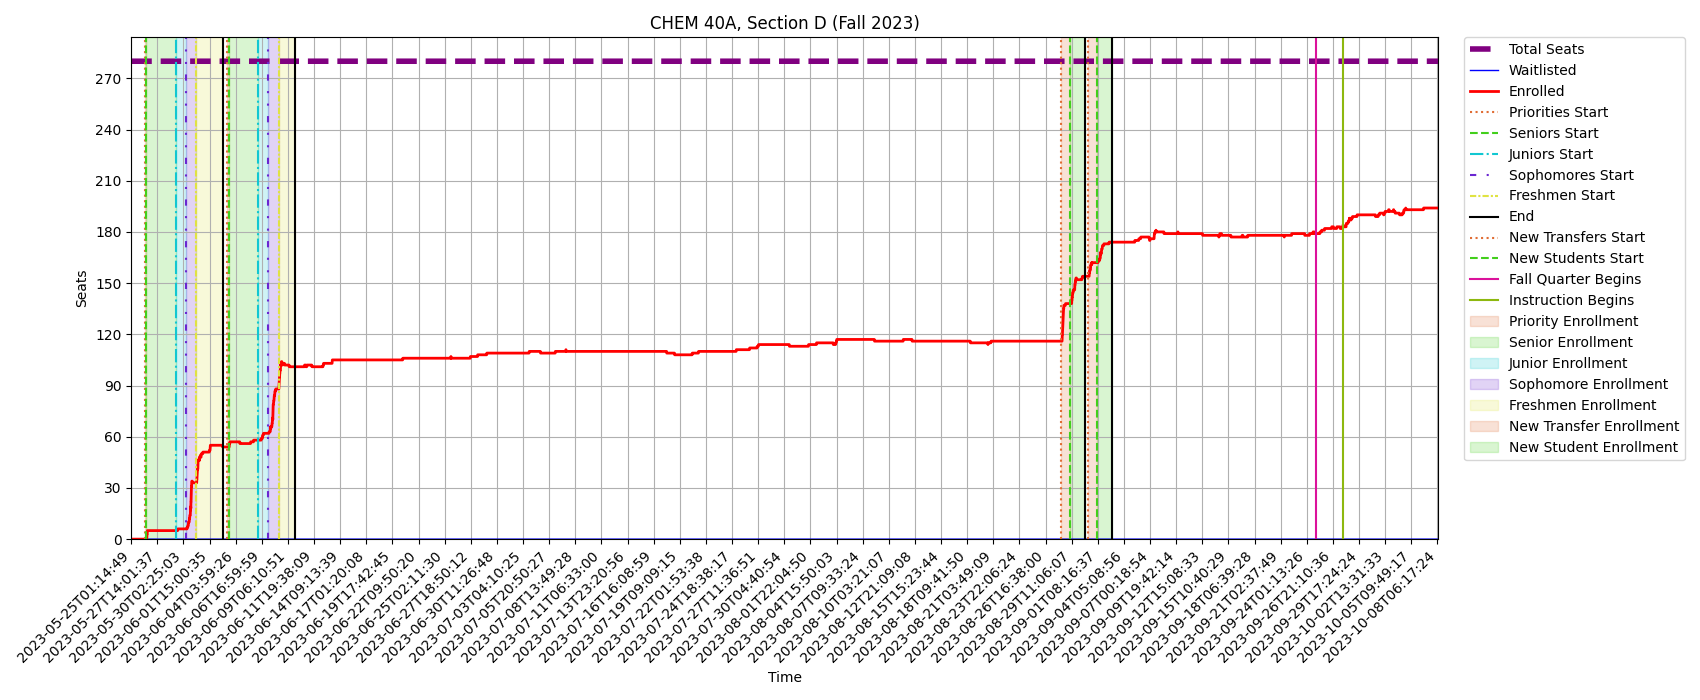 CHEM 40A, Section D (Fall 2023)
Total Seats
Waitlisted
Enrolled
Priorities Start
Seniors Start
Juniors Start
Sophomores Start
Freshmen Start
End
New Transfers Start
New Students Start
Fall Quarter Begins
Instruction Begins
Priority Enrollment
Senior Enrollment
Junior Enrollment
Sophomore Enrollment
Freshmen Enrollment
New Transfer Enrollment
New Student Enrollment
270
240
210
180
150
120
90
60
30
0
Seats
2023-05-25T01:14:49
2023-05-27T14:01:37
2023-05-30T02:25:03
2023-06-01T15:00:35
2023-06-04T03:59:26
2023-06-06T16:59:59
2023-06-09T06:10:51
2023-06-11T19:38:09
2023-06-14T09:13:39
2023-06-17T01:20:08
2023-06-19T17:42:45
2023-06-22T09:50:20
2023-06-25T02:11:30
2023-06-27T18:50:12
2023-06-30T11:26:48
2023-07-03T04:10:25
2023-07-05T20:50:27
2023-07-08T13:49:28
2023-07-11T06:33:00
2023-07-13T23:20:56
2023-07-16T16:08:59
2023-07-19T09:09:15
2023-07-22T01:53:38
2023-07-24T18:38:17
2023-07-27T11:36:51
2023-07-30T04:40:54
2023-08-01T22:04:50
2023-08-04T15:50:03
2023-08-07T09:33:24
2023-08-10T03:21:07
2023-08-12T21:09:08
2023-08-15T15:23:44
2023-08-18T09:41:50
2023-08-21T03:49:09
2023-08-23T22:06:24
2023-08-26T16:38:00
2023-08-29T11:06:07
2023-09-01T08:16:37
2023-09-04T05:08:56
2023-09-07T00:18:54
2023-09-09T19:42:14
2023-09-12T15:08:33
2023-09-15T10:40:29
2023-09-18T06:39:28
2023-09-21T02:37:49
2023-09-24T01:13:26
2023-09-26T21:10:36
2023-09-29T17:24:24
2023-10-02T13:31:33
2023-10-05T09:49:17
2023-10-08T06:17:24
Time